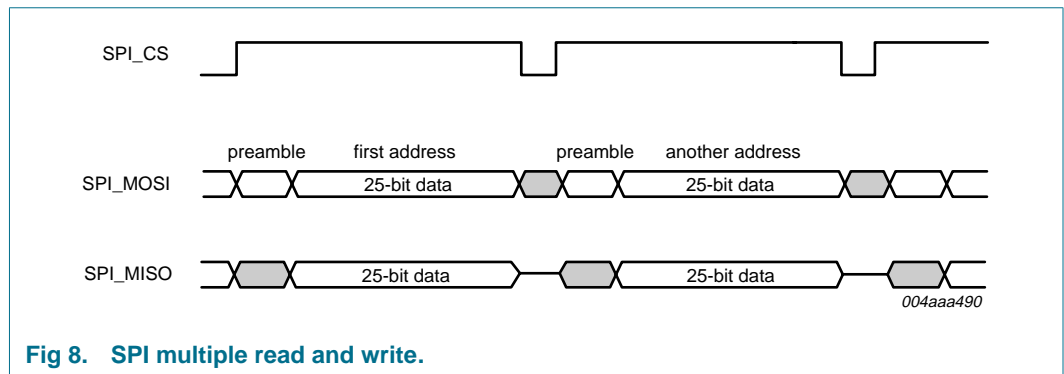 SPI_CS
preamble first address preamble another address
SPI_MOSI 25-bit data 25-bit data
SPI_MISO 25-bit data 25-bit data
004aaa490
Fig 8. SPI multiple read and write.